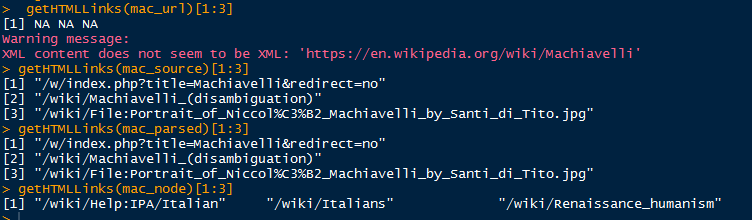 >  getHTMLLinks(mac_url)[1:3]
[1] NA NA NA
Warning message:
XML content does not seem to be XML: 'https://en.wikipedia.org/wiki/Machiavelli'
> getHTMLLinks(mac_source)[1:3]
[1] "/w/index.php?title=Machiavelli&redirect=no"
[2] "/wiki/Machiavelli_(disambiguation)"
[3] "/wiki/File:Portrait_of_Niccol%C3%B2_Machiavelli_by_Santi_di_Tito.jpg"
> getHTMLLinks(mac_parsed)[1:3]
[1] "/w/index.php?title=Machiavelli&redirect=no"
[2] "/wiki/Machiavelli_(disambiguation)"
[3] "/wiki/File:Portrait_of_Niccol%C3%B2_Machiavelli_by_Santi_di_Tito.jpg"
> getHTMLLinks(mac_node)[1:3]
[1] "/wiki/Help:IPA/Italian"     "/wiki/Italians"             "/wiki/Renaissance_humanism"
>